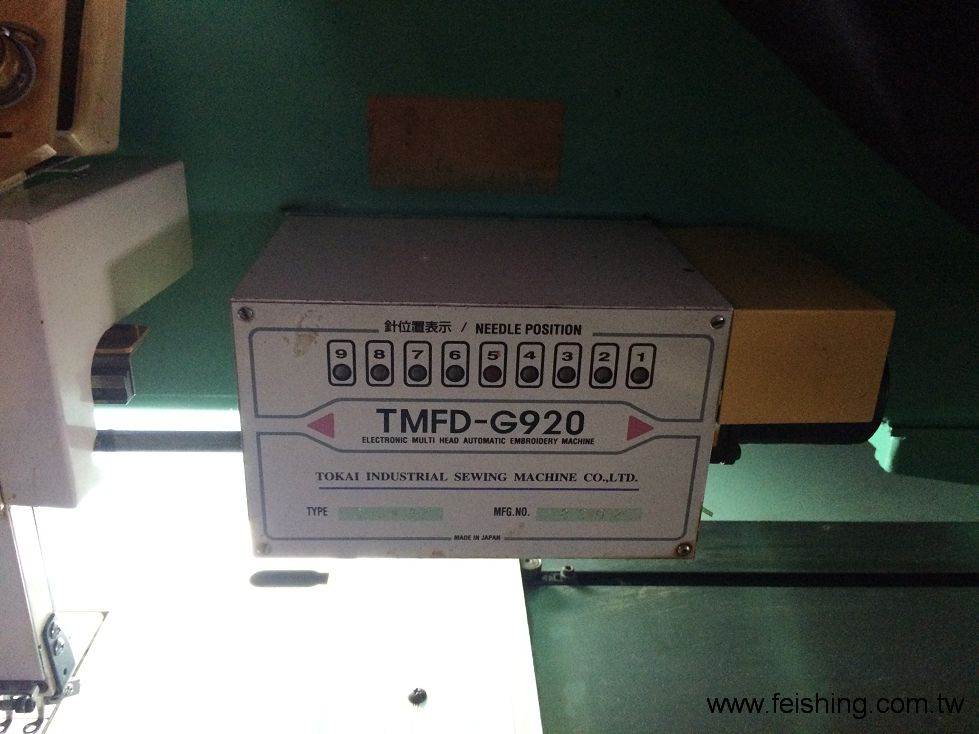 針位置表示 / NEEDLE POSITION
9 8 7 6 5 4 3 2 1
TMFD-G920
ELECTRONIC MULTI HEAD AUTOMATIC EMBROIDERY MACHINE
TOKAI INDUSTRIAL SEWING MACHINE CO.,LTD.
TYPE MFG.NO.
MADE IN JAPAN
www.feishing.com.tw